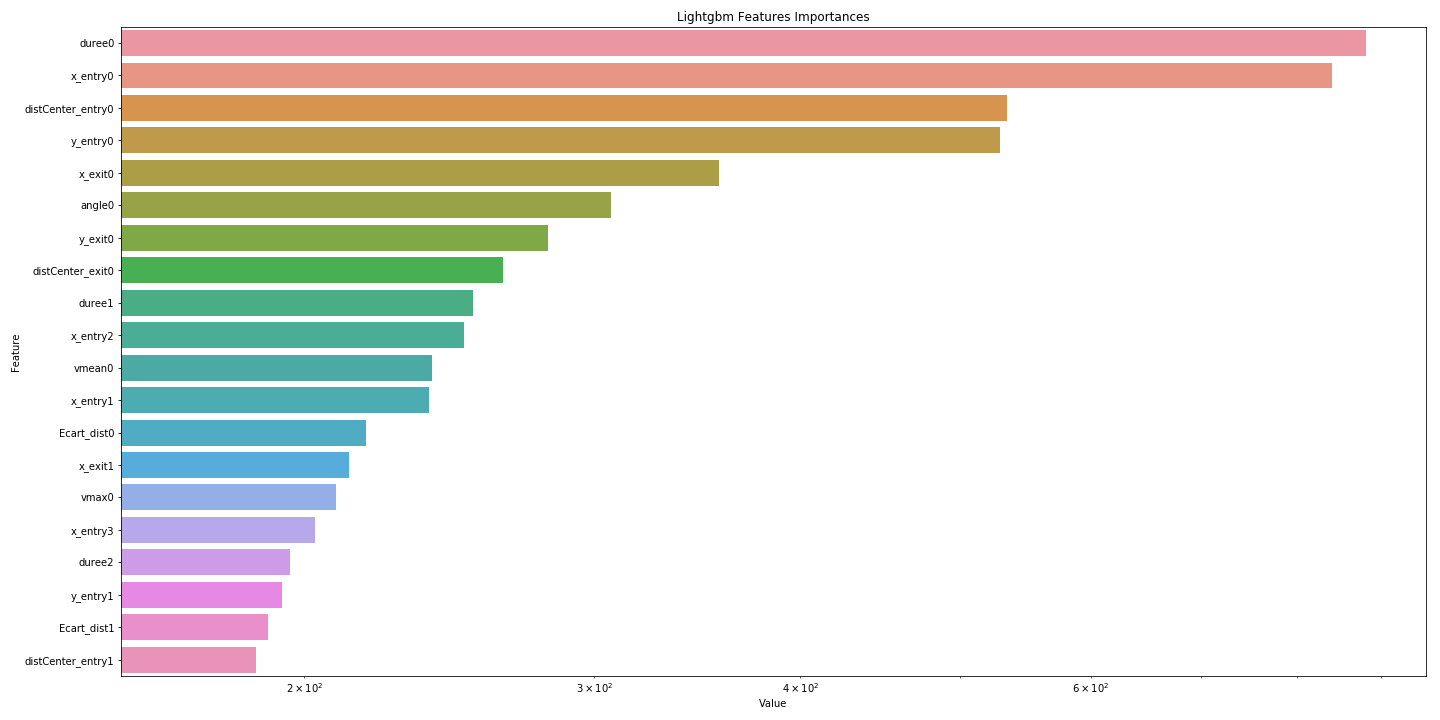 Lightgbm Features Importances
duree0
x_entry0
distCenter_entry0
y_entry0
x_exit0
angle0
y_exit0
distCenter_exit0
duree1
x_entry2
vmean0
x_entry1
Ecart_dist0
x_exit1
vmax0
x_entry3
duree2
y_entry1
Ecart_dist1
distCenter_entry1
Feature
2 × 10² 3 × 10² 4 × 10² 6 × 10²
Value